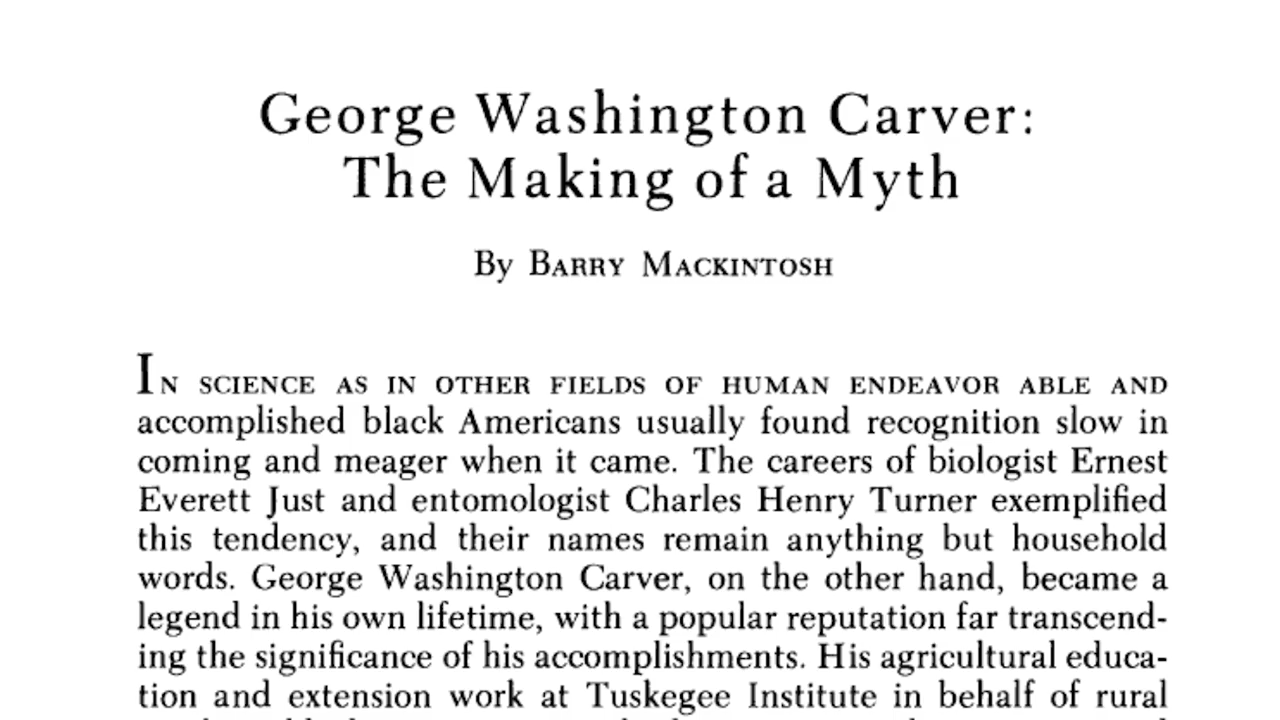 George Washington Carver:
The Making of a Myth
By Barry Mackintosh
In science as in other fields of human endeavor able and
accomplished black Americans usually found recognition slow in
coming and meager when it came. The careers of biologist Ernest
Everett Just and entomologist Charles Henry Turner exemplified
this tendency, and their names remain anything but household
words. George Washington Carver, on the other hand, became a
legend in his own lifetime, with a popular reputation far transcend-
ing the significance of his accomplishments. His agricultural educa-
tion and extension work at Tuskegee Institute in behalf of rural